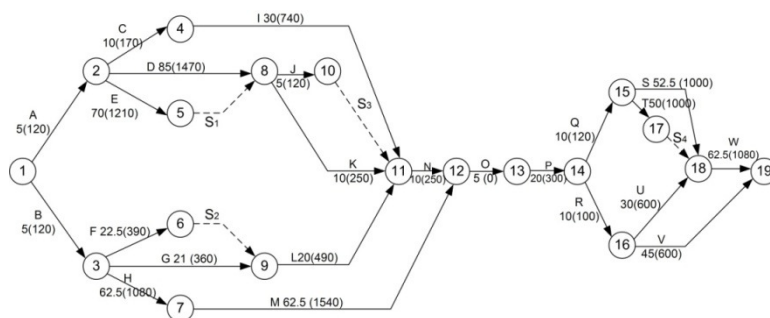 C
10(170)
4
I 30(740)
2
D 85(1470)
8
J
5(120)
10
E
70(1210)
5
S1
S3
A
5(120)
1
K
10(250)
11
N
10(250)
12
O
5 (0)
13
P
20(300)
14
Q
10(120)
15
S 52.5 (1000)
T50(1000)
17
S4
18
W
62.5(1080)
19
R
10(100)
U
30(600)
16
V
45(600)
B
5(120)
F 22.5(390)
6
S2
3
G 21 (360)
9
L20(490)
H
62.5(1080)
7
M 62.5 (1540)